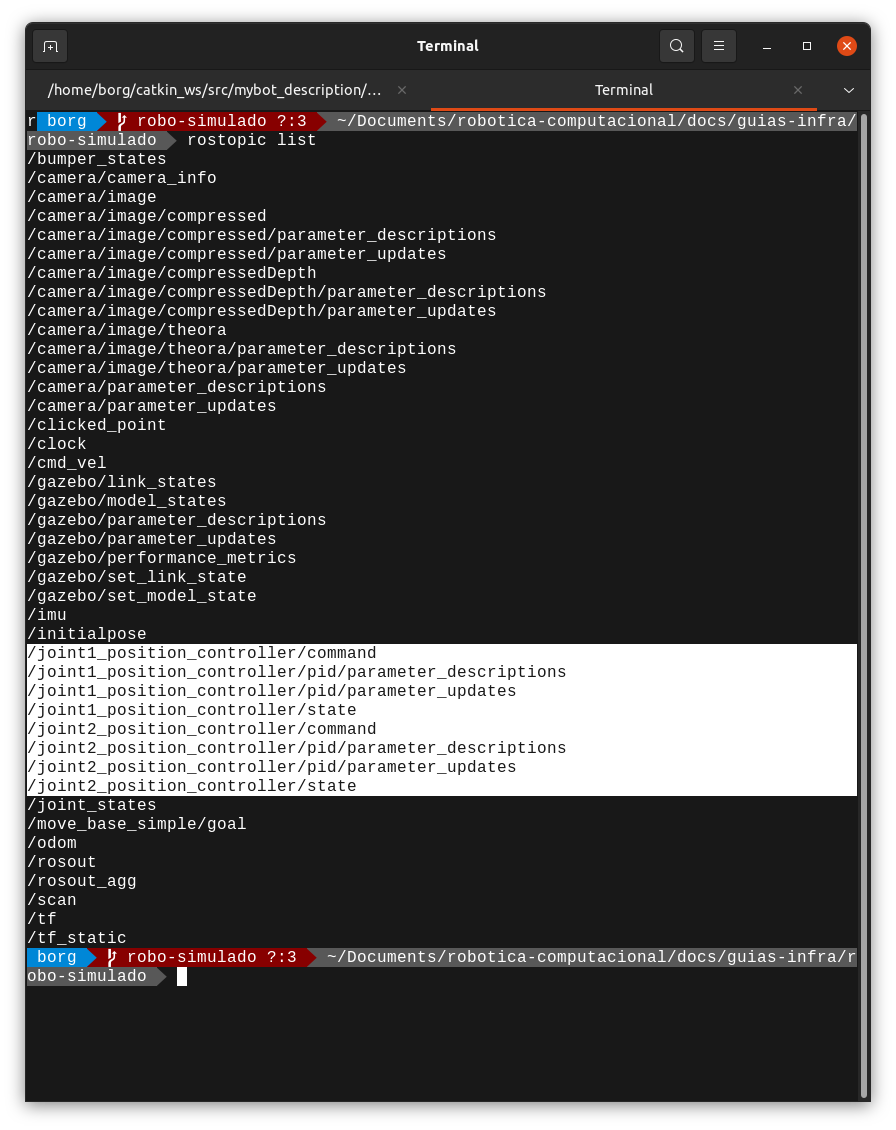 Terminal
/home/borg/catkin_ws/src/mybot_description/... Terminal
r borg robo-simulado ?:3 ~/Documents/robotica-computacional/docs/guias-infra/
robo-simulado rostopic list
/bumper_states
/camera/camera_info
/camera/image
/camera/image/compressed
/camera/image/compressed/parameter_descriptions
/camera/image/compressed/parameter_updates
/camera/image/compressedDepth
/camera/image/compressedDepth/parameter_descriptions
/camera/image/compressedDepth/parameter_updates
/camera/image/theora
/camera/image/theora/parameter_descriptions
/camera/image/theora/parameter_updates
/camera/parameter_descriptions
/camera/parameter_updates
/clicked_point
/clock
/cmd_vel
/gazebo/link_states
/gazebo/model_states
/gazebo/parameter_descriptions
/gazebo/parameter_updates
/gazebo/performance_metrics
/gazebo/set_link_state
/gazebo/set_model_state
/imu
/initialpose
/joint1_position_controller/command
/joint1_position_controller/pid/parameter_descriptions
/joint1_position_controller/pid/parameter_updates
/joint1_position_controller/state
/joint2_position_controller/command
/joint2_position_controller/pid/parameter_descriptions
/joint2_position_controller/pid/parameter_updates
/joint2_position_controller/state
/joint_states
/move_base_simple/goal
/odom
/rosout
/rosout_agg
/scan
/tf
/tf_static
borg robo-simulado ?:3 ~/Documents/robotica-computacional/docs/guias-infra/r
obo-simulado